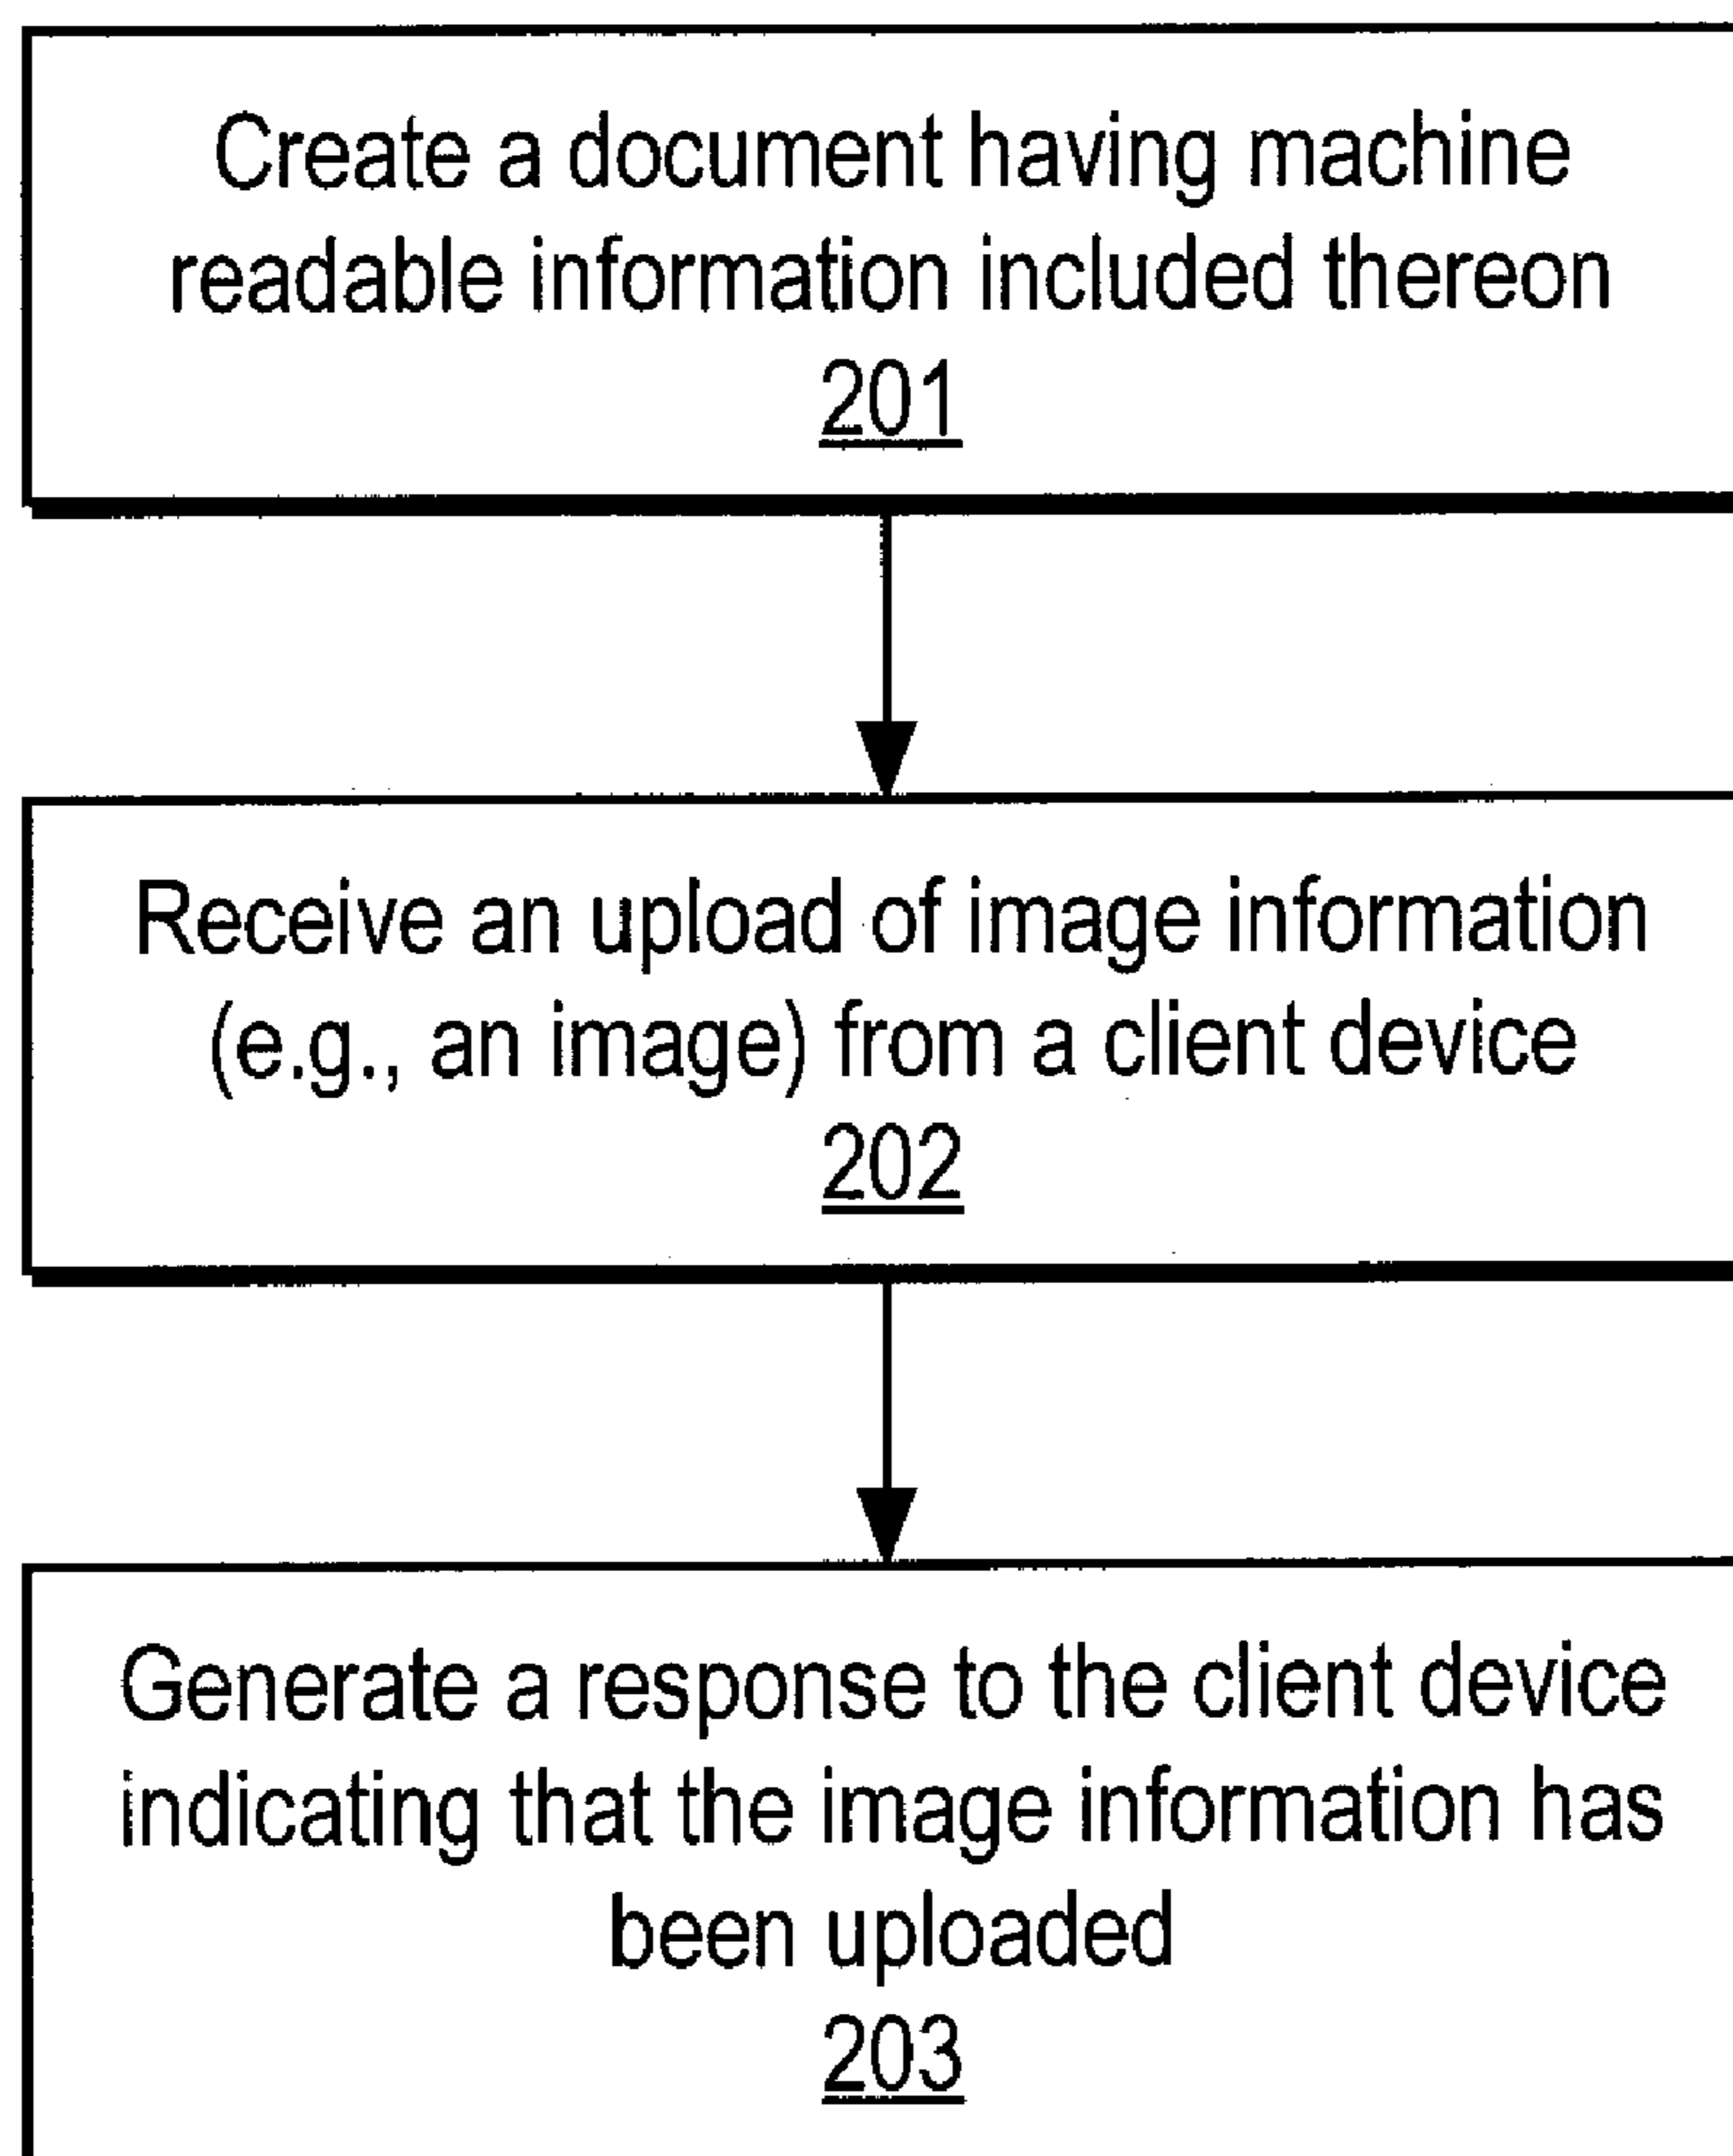 Create a document having machine
readable information included thereon
201
Receive an upload of image information
(e.g., an image) from a client device
202
Generate a response to the client device
indicating that the image information has
been uploaded
203